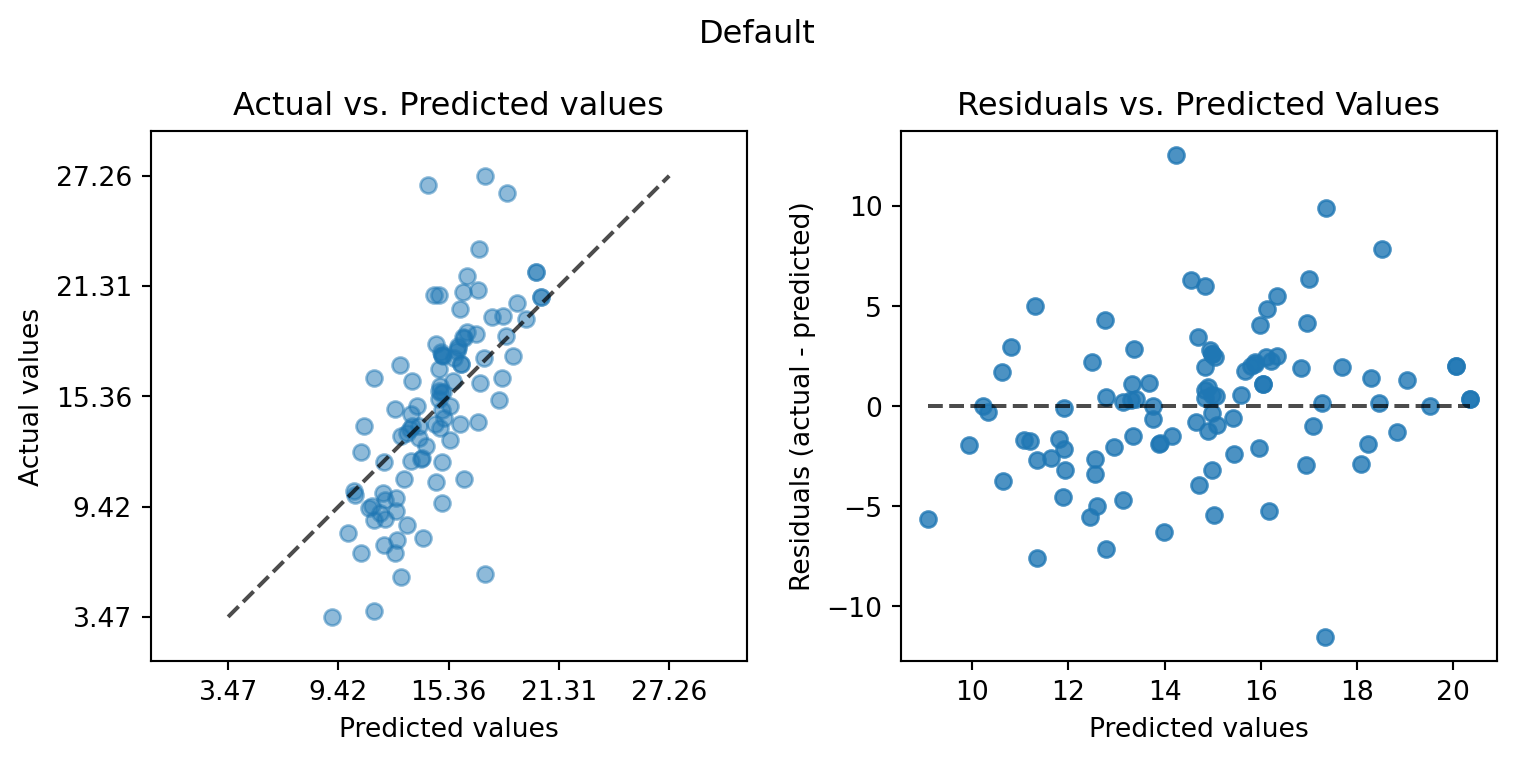 Default
Actual vs. Predicted values
27.26
21.31
15.36
9.42
3.47
Actual values
3.47 9.42 15.36 21.31 27.26
Predicted values
Residuals vs. Predicted Values
10
5
0
−5
−10
Residuals (actual - predicted)
10 12 14 16 18 20
Predicted values